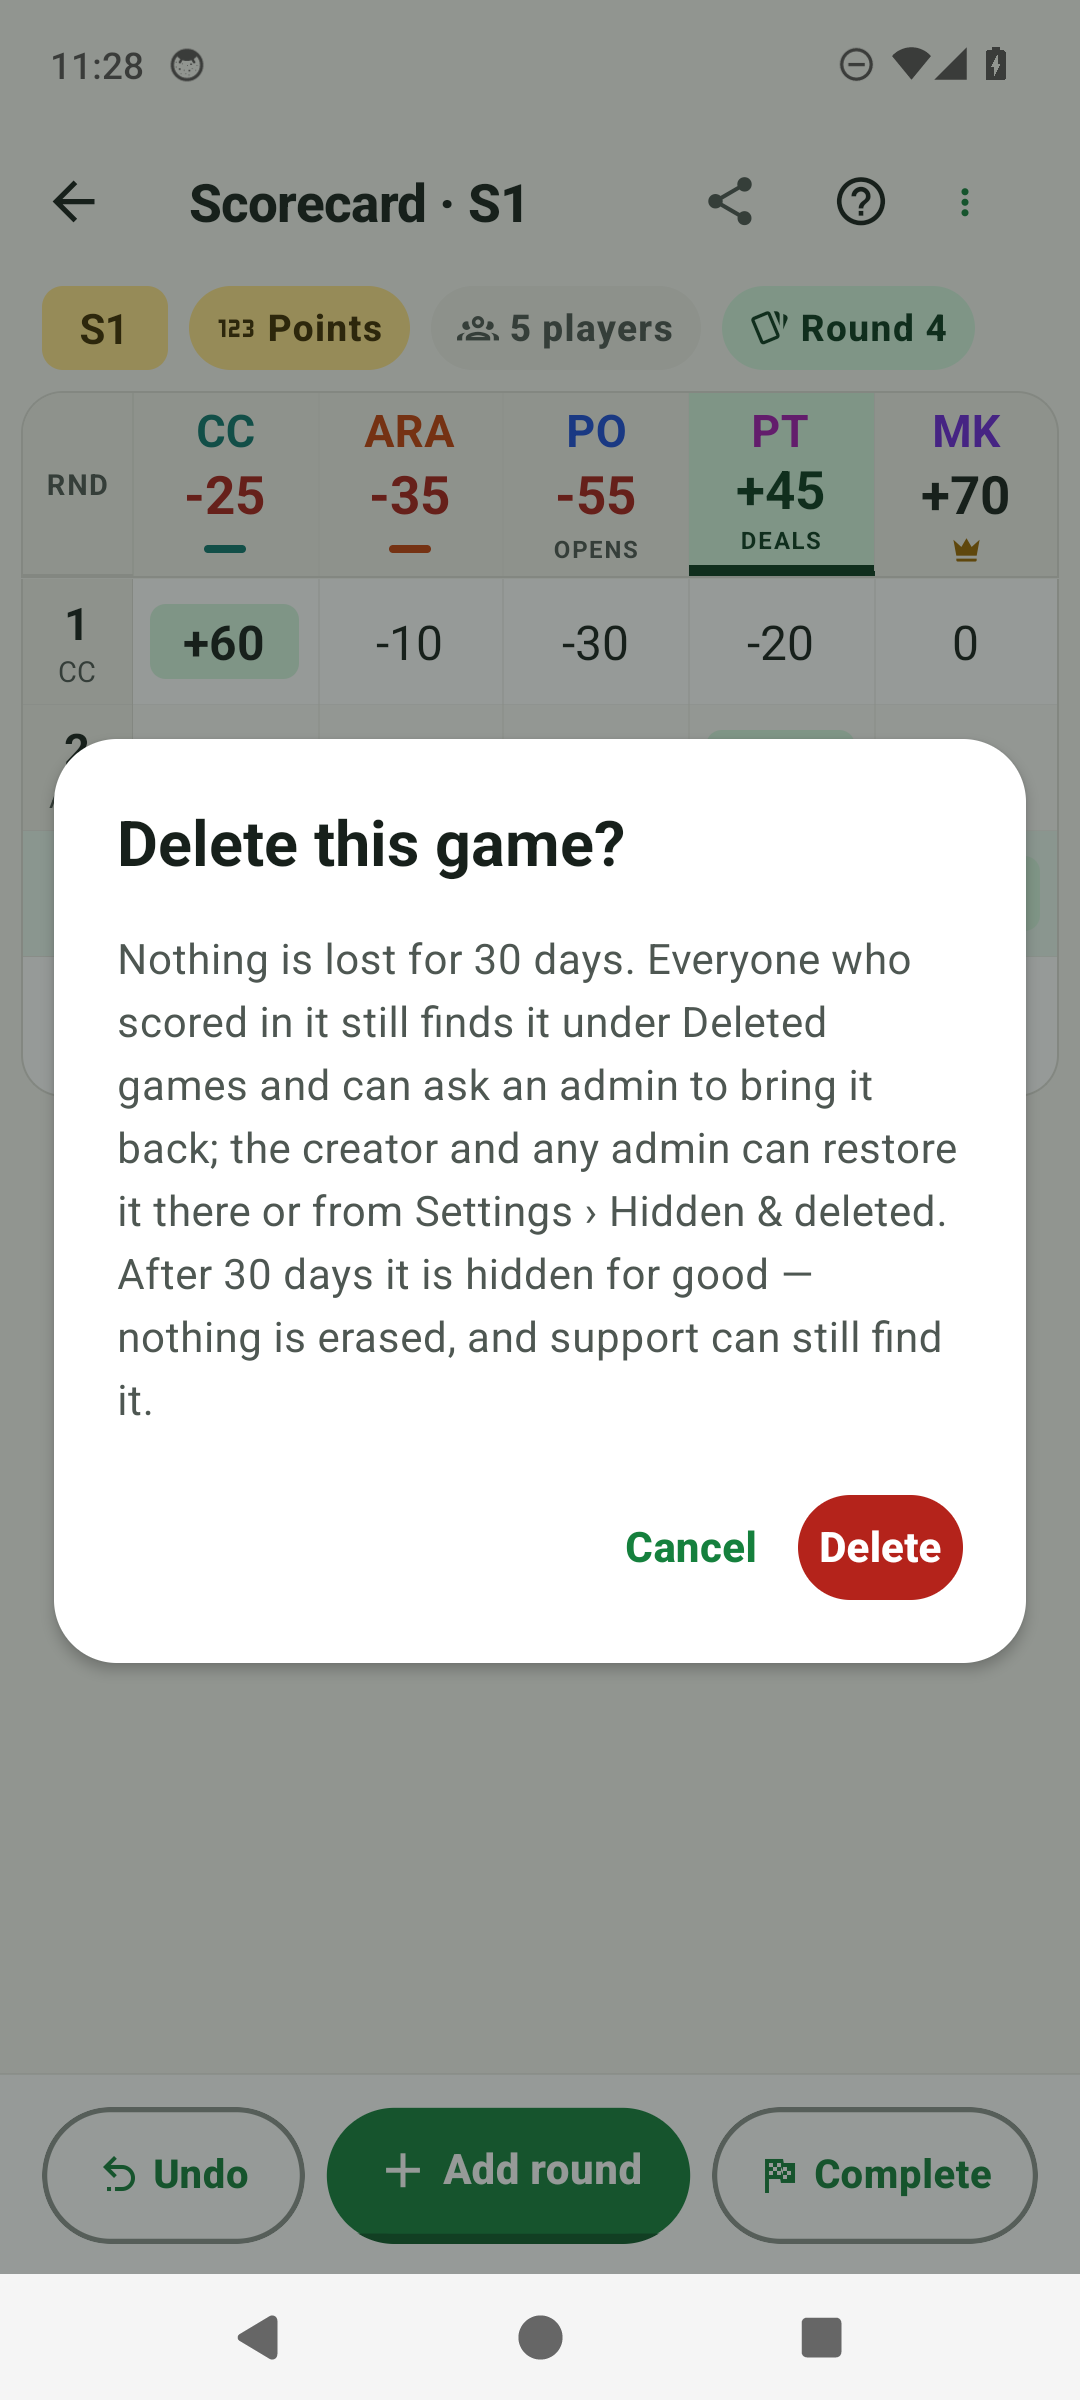 11:28
Scorecard · S1
S1
123 Points
5 players
Round 4
RND
CC
-25
ARA
-35
PO
-55
OPENS
PT
+45
DEALS
MK
+70
1
CC
+60
-10
-30
-20
0
2
Delete this game?
Nothing is lost for 30 days. Everyone who
scored in it still finds it under Deleted
games and can ask an admin to bring it
back; the creator and any admin can restore
it there or from Settings › Hidden & deleted.
After 30 days it is hidden for good —
nothing is erased, and support can still find
it.
Cancel
Delete
Undo
Add round
Complete